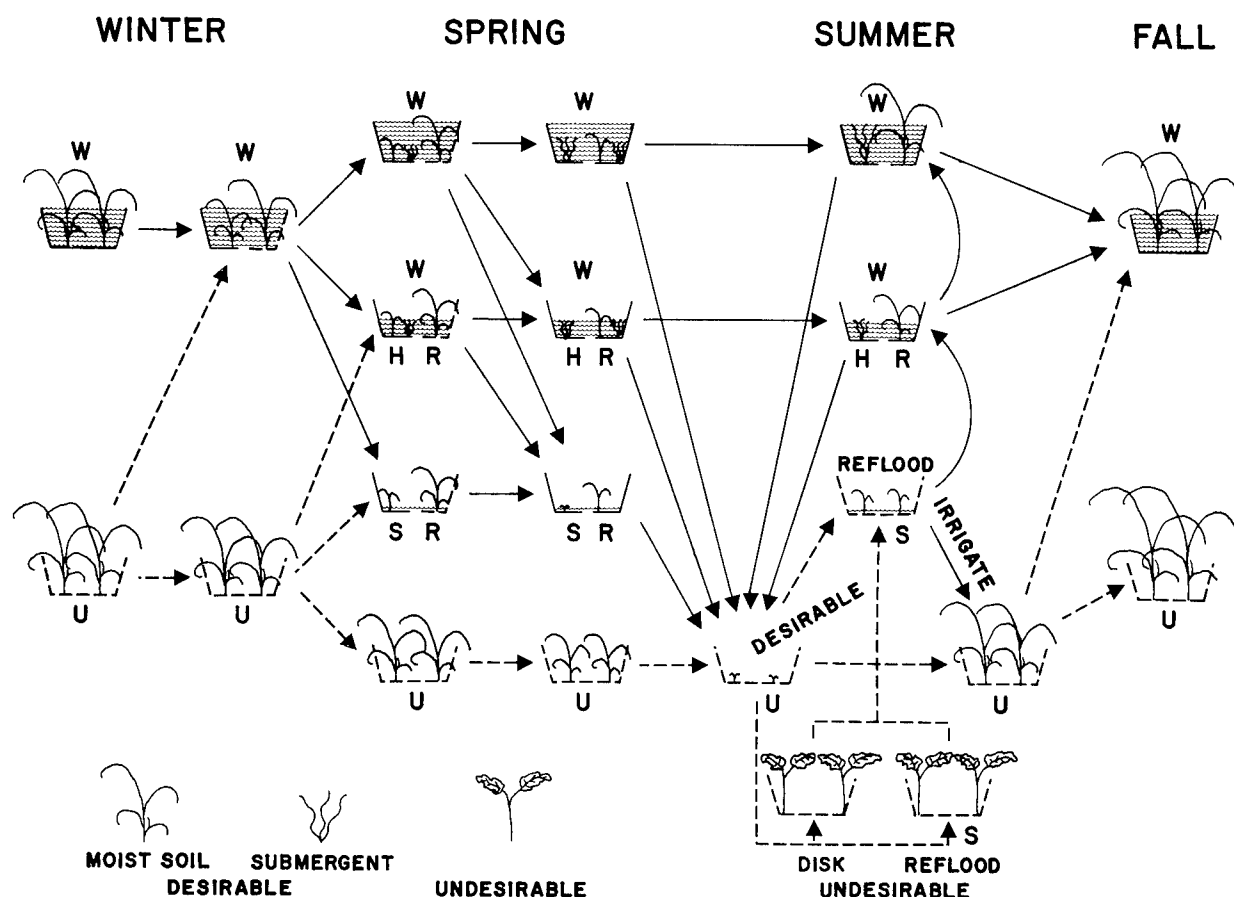 WINTER SPRING SUMMER FALL
W W W
W W W
W W
H R H R H R
REFLOOD
S R S R S
IRRIGATE
DESIRABLE
U U U
U U U U
S
MOIST SOIL SUBMERGENT DISK REFLOOD
DESIRABLE UNDESIRABLE UNDESIRABLE